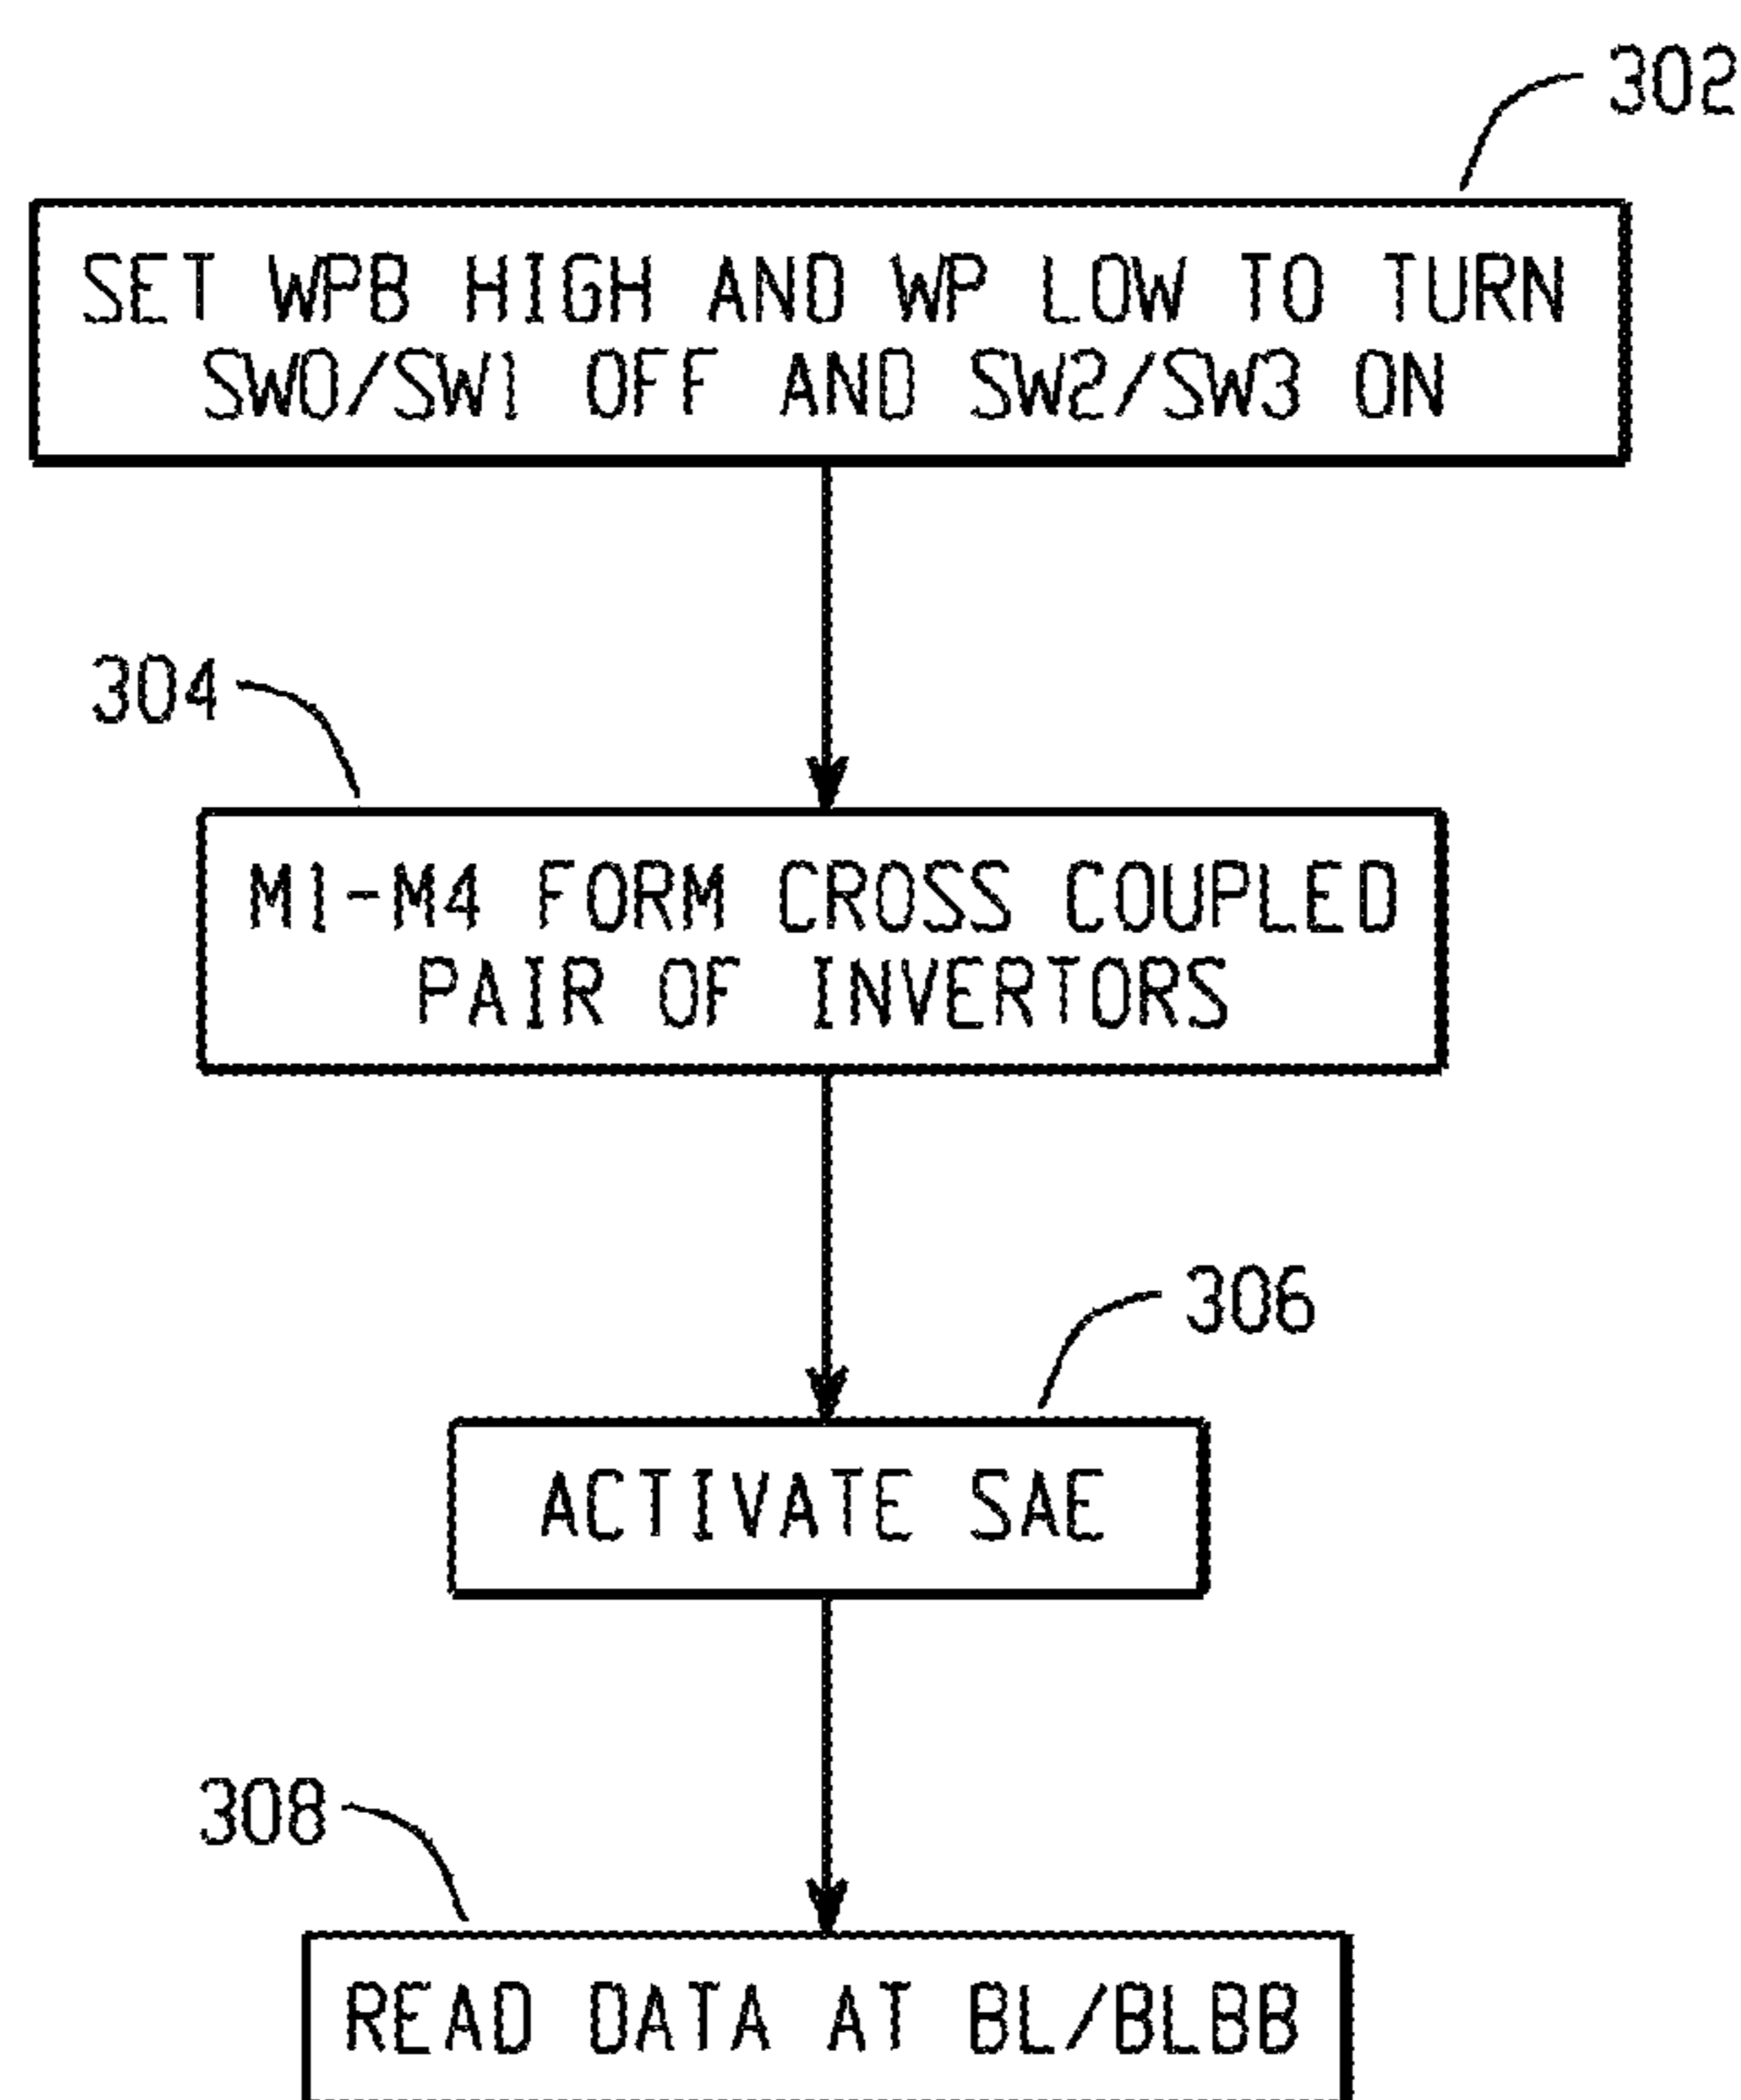 302
SET WPB HIGH AND WP LOW TO TURN
SW0/SW1 OFF AND SW2/SW3 ON
304
M1-M4 FORM CROSS COUPLED
PAIR OF INVERTORS
306
ACTIVATE SAE
308
READ DATA AT BL/BLBB